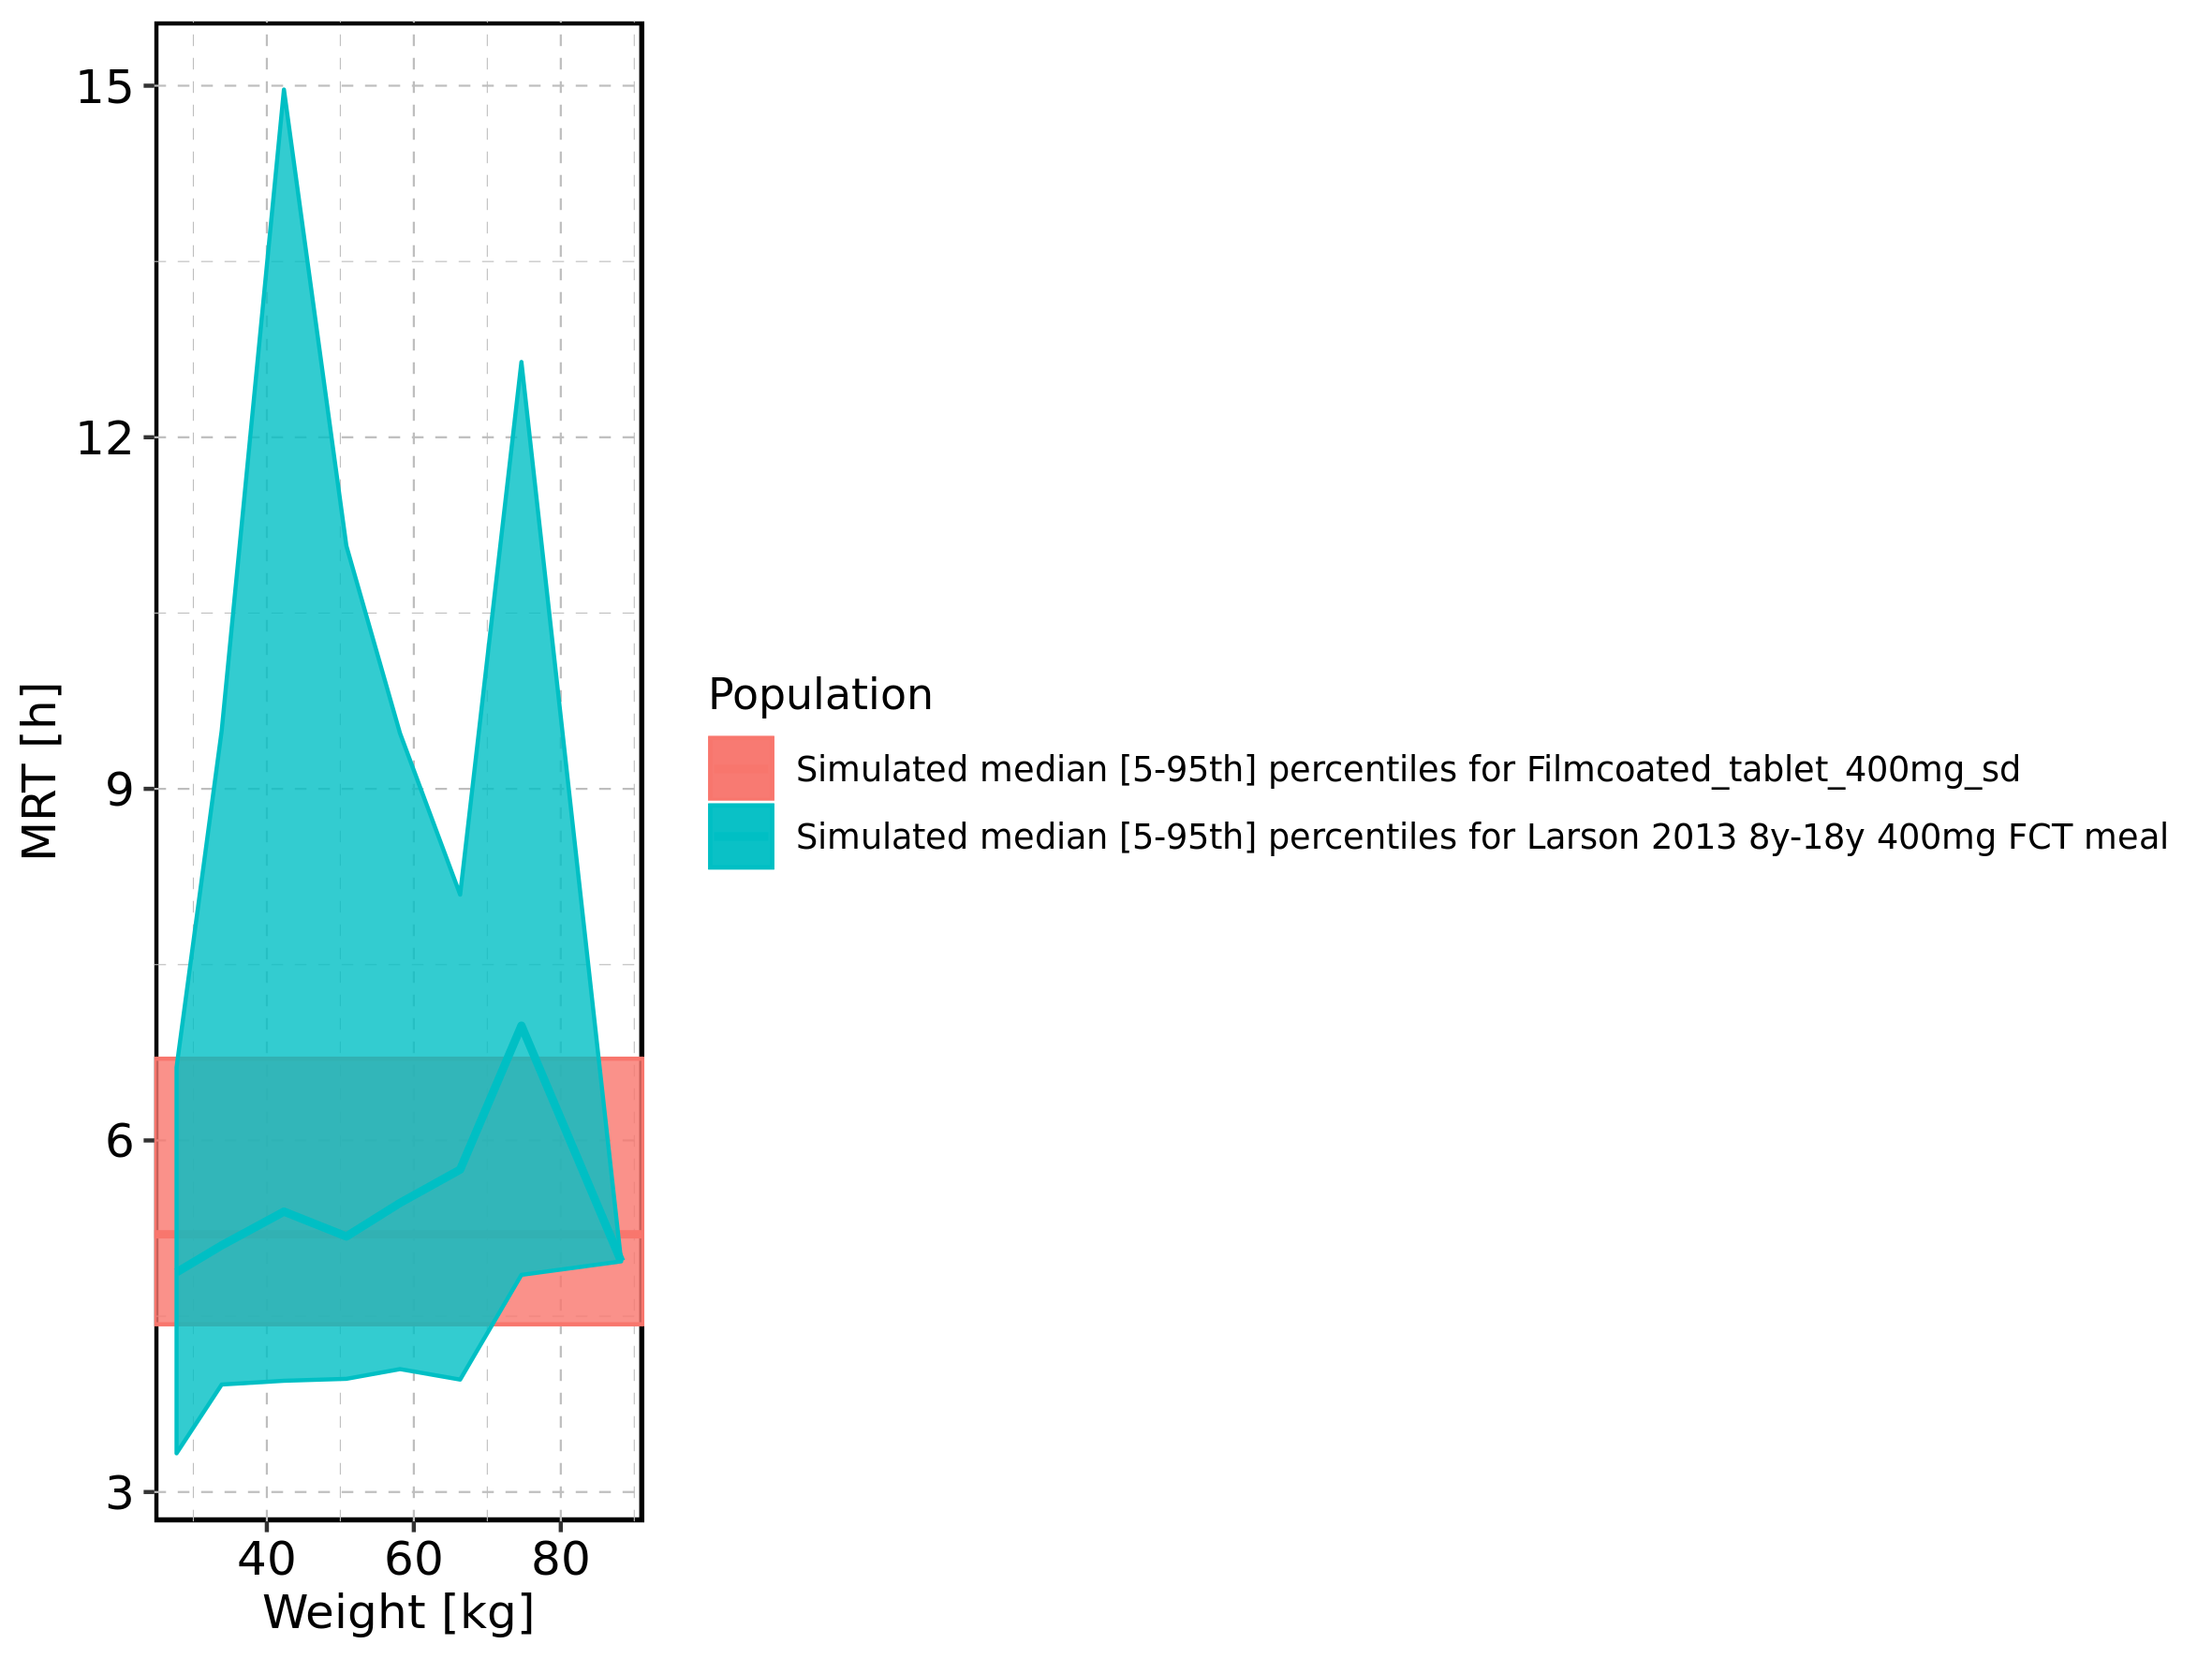 15
12
9
6
3
MRT [h]
40 60 80
Weight [kg]
Population
Simulated median [5-95th] percentiles for Filmcoated_tablet_400mg_sd
Simulated median [5-95th] percentiles for Larson 2013 8y-18y 400mg FCT meal